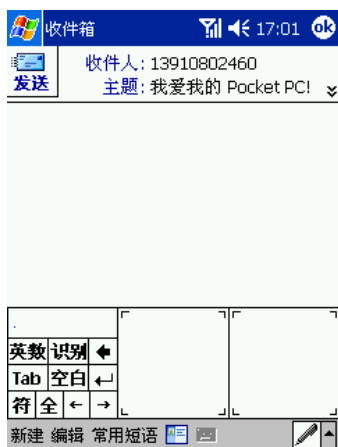 收件箱 17:01 ok
发送
收件人: 13910802460
主题: 我爱我的 Pocket PC!
英数 识别
Tab 空白
符 全 ← →
新建 编辑 常用短语